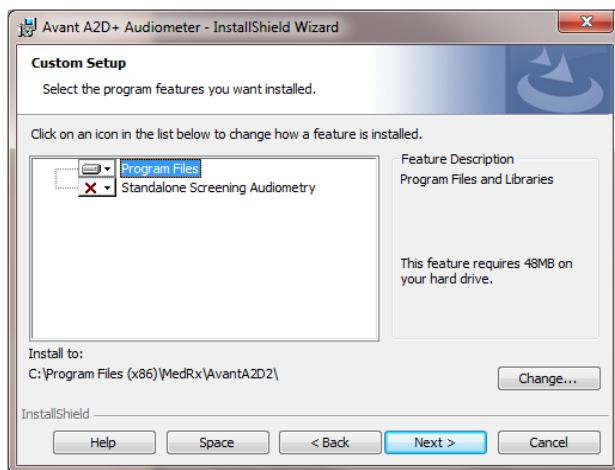 Avant A2D+ Audiometer - InstallShield Wizard
Custom Setup
Select the program features you want installed.
Click on an icon in the list below to change how a feature is installed.
Program Files
Standalone Screening Audiometry
Feature Description
Program Files and Libraries
This feature requires 48MB on
your hard drive.
Install to:
C:\Program Files (x86)\MedRx\AvantA2D2\
Change...
InstallShield
Help
Space
< Back
Next >
Cancel